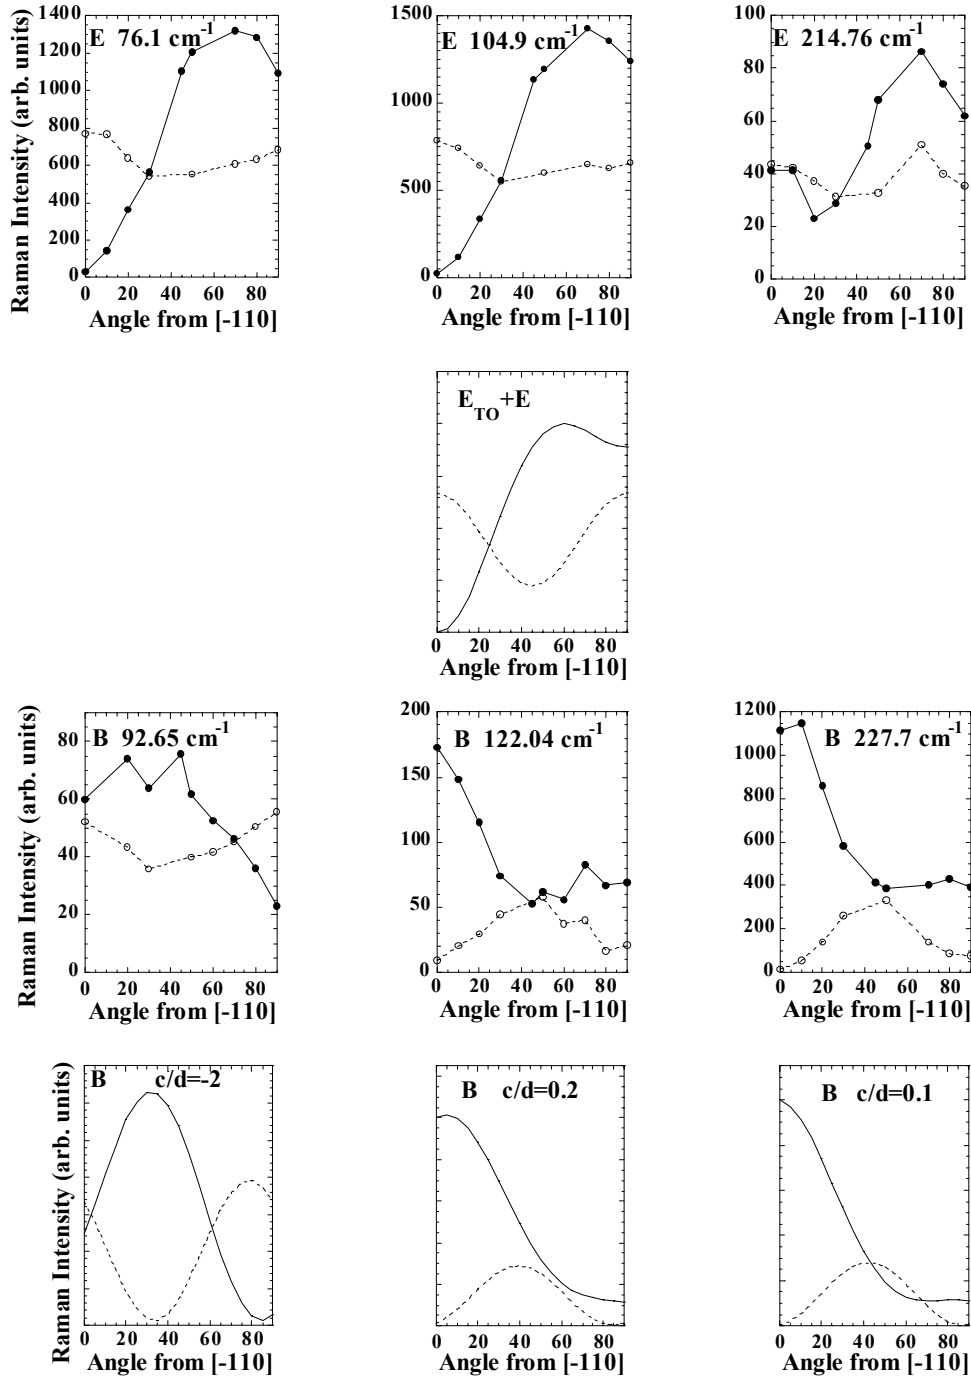 1400
1200
1000
800
600
400
200
0
Raman Intensity (arb. units)
E 76.1 cm-1
0 20 40 60 80
Angle from [-110]
1500
1000
500
0
E 104.9 cm-1
0 20 40 60 80
Angle from [-110]
100
80
60
40
20
0
E 214.76 cm-1
0 20 40 60 80
Angle from [-110]
ETO+E
0 20 40 60 80
Angle from [-110]
80
60
40
20
0
Raman Intensity (arb. units)
B 92.65 cm-1
0 20 40 60 80
Angle from [-110]
200
150
100
50
0
B 122.04 cm-1
0 20 40 60 80
Angle from [-110]
1200
1000
800
600
400
200
0
B 227.7 cm-1
0 20 40 60 80
Angle from [-110]
Raman Intensity (arb. units)
B c/d=-2
0 20 40 60 80
Angle from [-110]
B c/d=0.2
0 20 40 60 80
Angle from [-110]
B c/d=0.1
0 20 40 60 80
Angle from [-110]